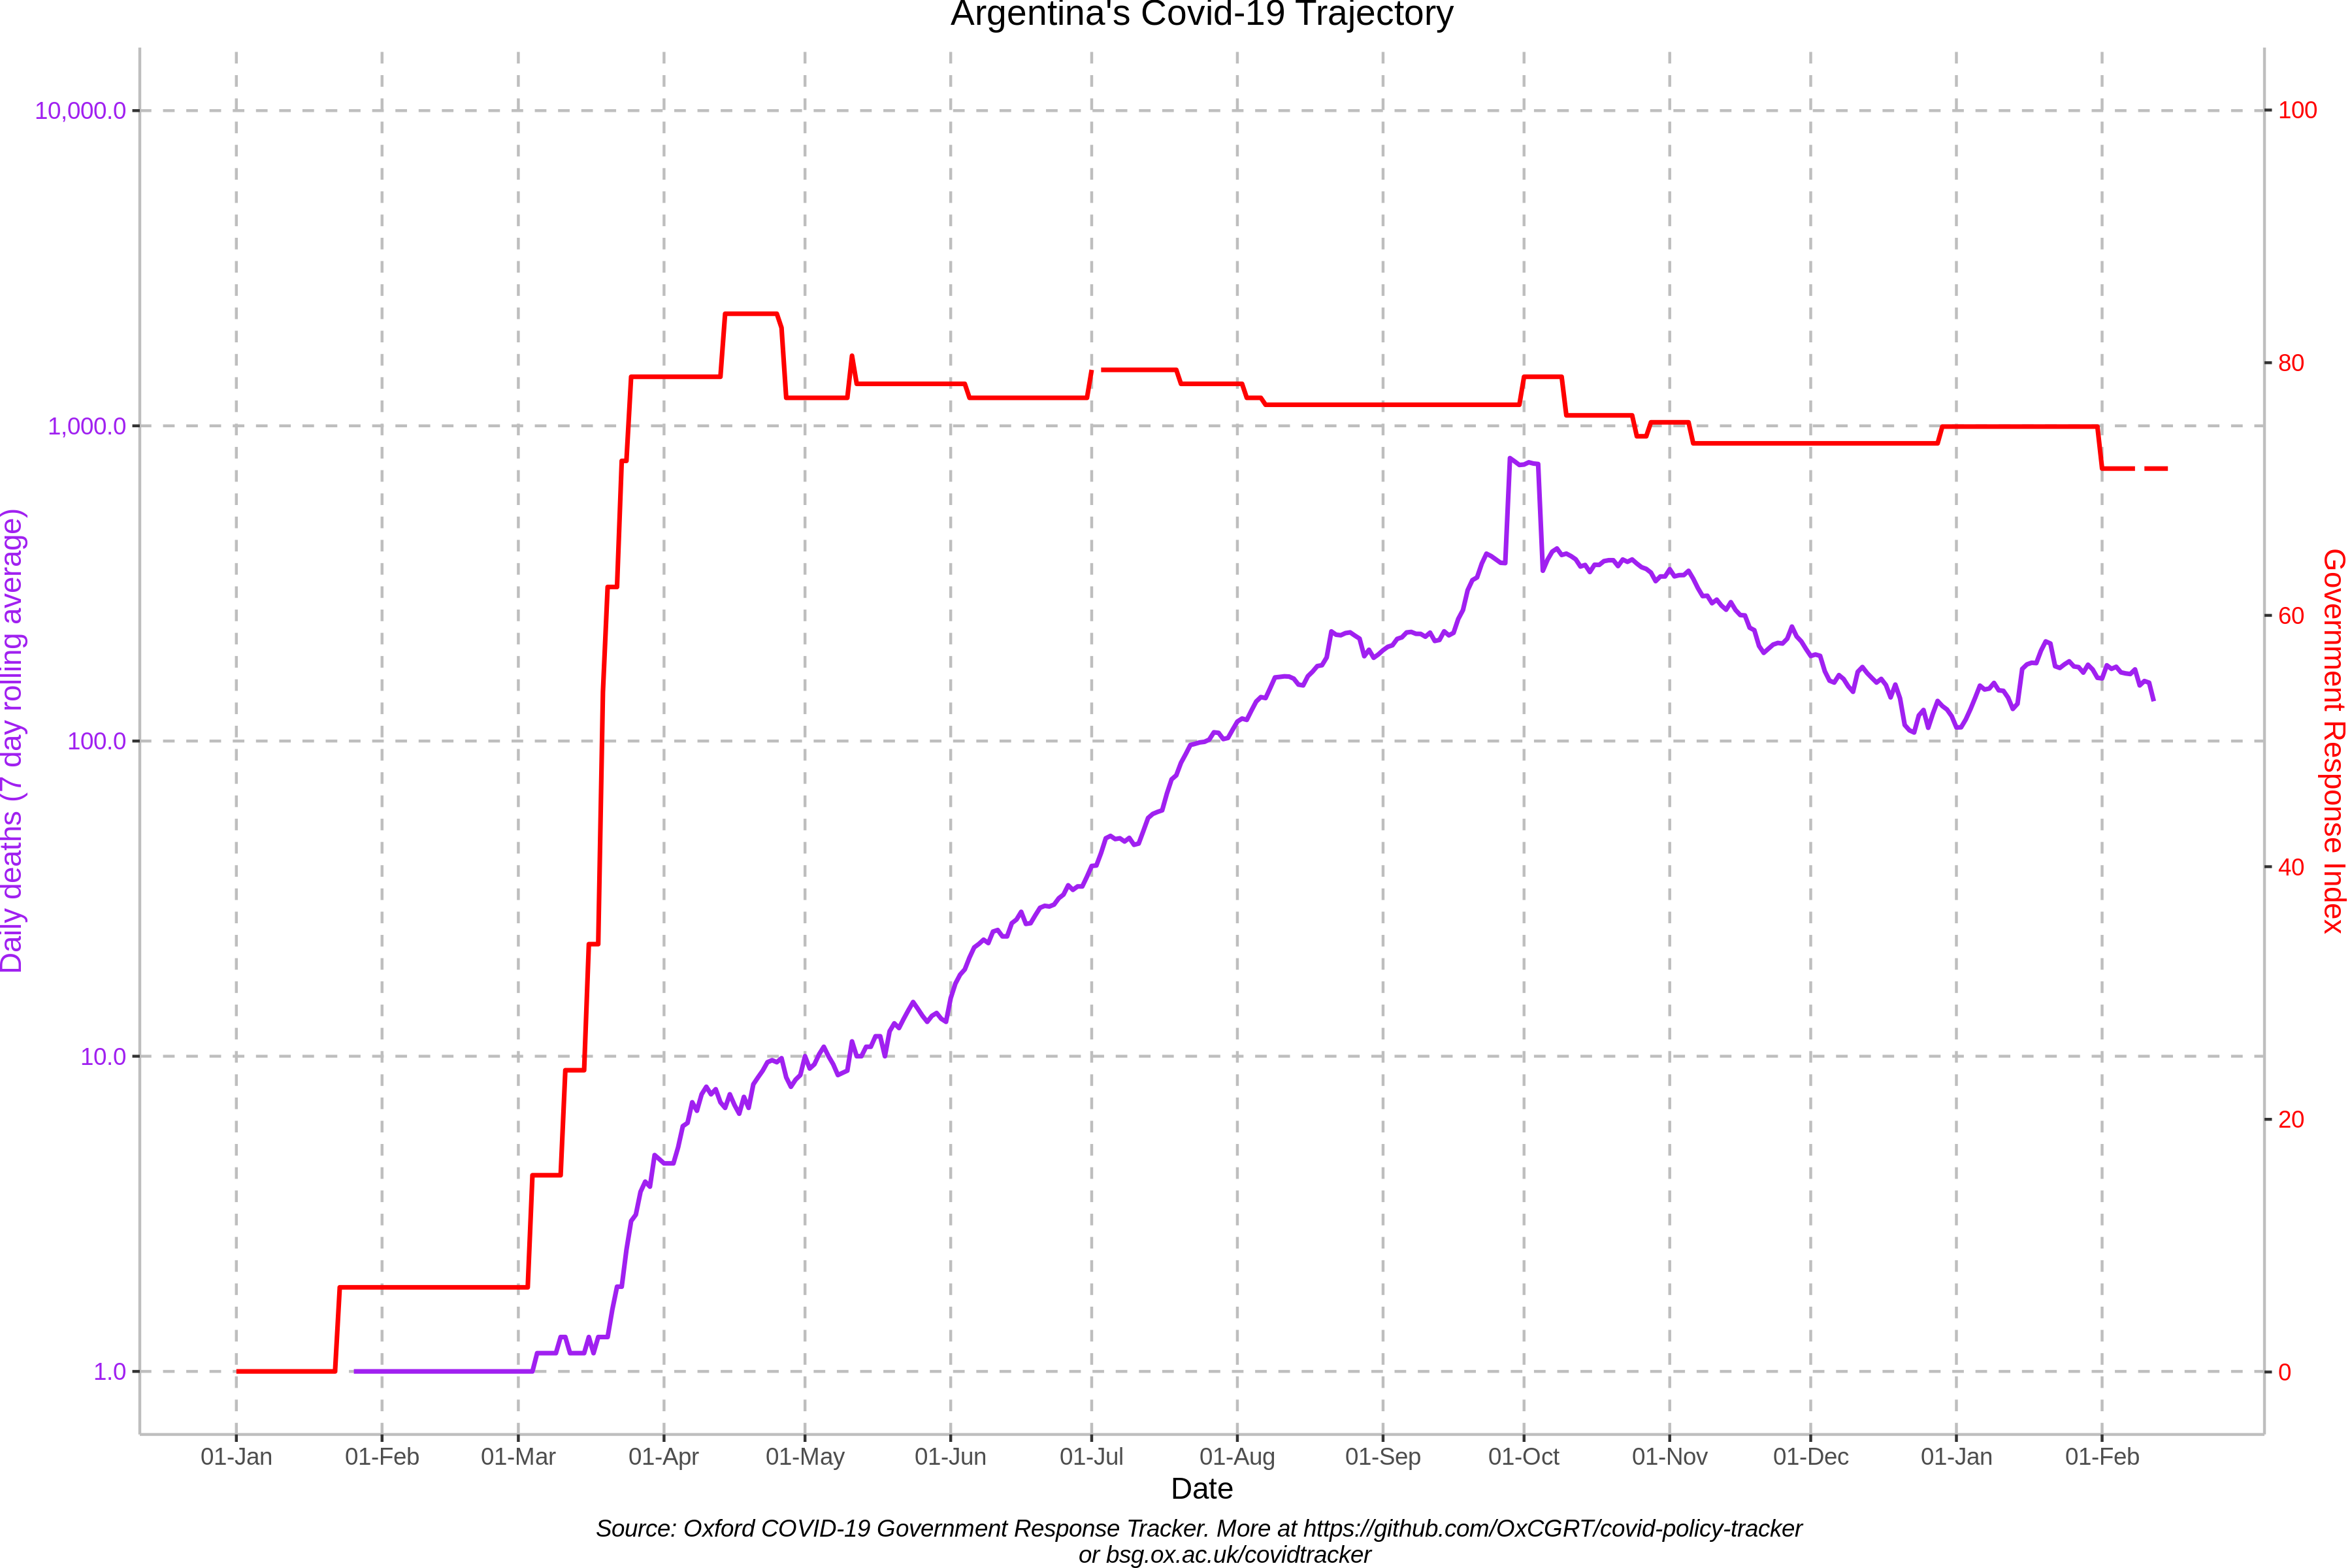 Argentina's Covid-19 Trajectory
Daily deaths (7 day rolling average)
10,000.0
1,000.0
100.0
10.0
1.0
100
80
60
40
20
0
Government Response Index
01-Jan 01-Feb 01-Mar 01-Apr 01-May 01-Jun 01-Jul 01-Aug 01-Sep 01-Oct 01-Nov 01-Dec 01-Jan 01-Feb
Date
Source: Oxford COVID-19 Government Response Tracker. More at https://github.com/OxCGRT/covid-policy-tracker
or bsg.ox.ac.uk/covidtracker